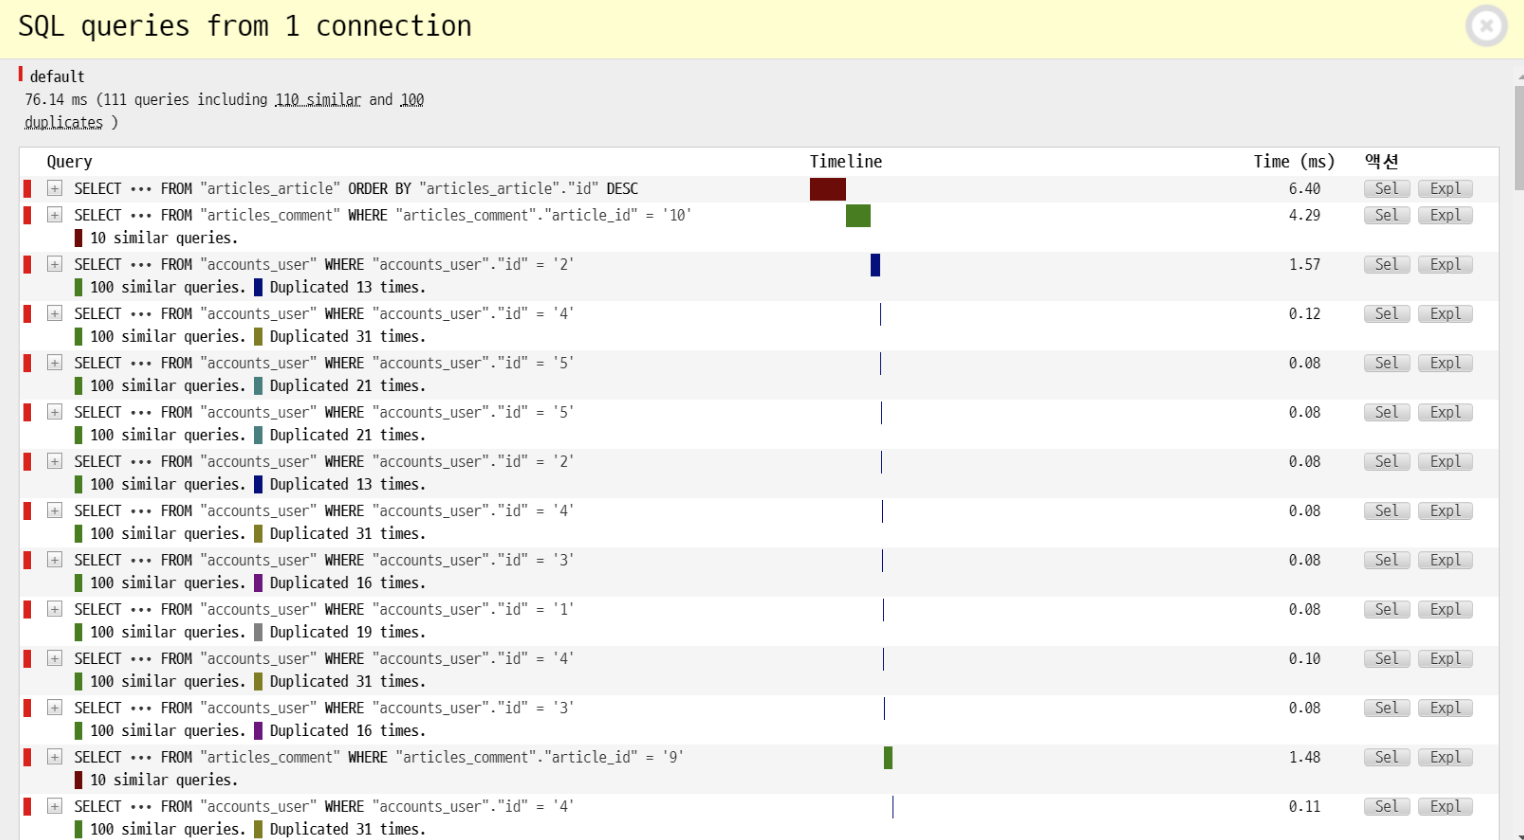 SQL queries from 1 connection
default
76.14 ms (111 queries including 110 similar and 100
duplicates )
Query Timeline Time (ms) 액션
+ SELECT ••• FROM "articles_article" ORDER BY "articles_article"."id" DESC 6.40 Sel Expl
+ SELECT ••• FROM "articles_comment" WHERE "articles_comment"."article_id" = '10' 4.29 Sel Expl
10 similar queries.
+ SELECT ••• FROM "accounts_user" WHERE "accounts_user"."id" = '2' 1.57 Sel Expl
100 similar queries. Duplicated 13 times.
+ SELECT ••• FROM "accounts_user" WHERE "accounts_user"."id" = '4' 0.12 Sel Expl
100 similar queries. Duplicated 31 times.
+ SELECT ••• FROM "accounts_user" WHERE "accounts_user"."id" = '5' 0.08 Sel Expl
100 similar queries. Duplicated 21 times.
+ SELECT ••• FROM "accounts_user" WHERE "accounts_user"."id" = '5' 0.08 Sel Expl
100 similar queries. Duplicated 21 times.
+ SELECT ••• FROM "accounts_user" WHERE "accounts_user"."id" = '2' 0.08 Sel Expl
100 similar queries. Duplicated 13 times.
+ SELECT ••• FROM "accounts_user" WHERE "accounts_user"."id" = '4' 0.08 Sel Expl
100 similar queries. Duplicated 31 times.
+ SELECT ••• FROM "accounts_user" WHERE "accounts_user"."id" = '3' 0.08 Sel Expl
100 similar queries. Duplicated 16 times.
+ SELECT ••• FROM "accounts_user" WHERE "accounts_user"."id" = '1' 0.08 Sel Expl
100 similar queries. Duplicated 19 times.
+ SELECT ••• FROM "accounts_user" WHERE "accounts_user"."id" = '4' 0.10 Sel Expl
100 similar queries. Duplicated 31 times.
+ SELECT ••• FROM "accounts_user" WHERE "accounts_user"."id" = '3' 0.08 Sel Expl
100 similar queries. Duplicated 16 times.
+ SELECT ••• FROM "articles_comment" WHERE "articles_comment"."article_id" = '9' 1.48 Sel Expl
10 similar queries.
+ SELECT ••• FROM "accounts_user" WHERE "accounts_user"."id" = '4' 0.11 Sel Expl
100 similar queries. Duplicated 31 times.